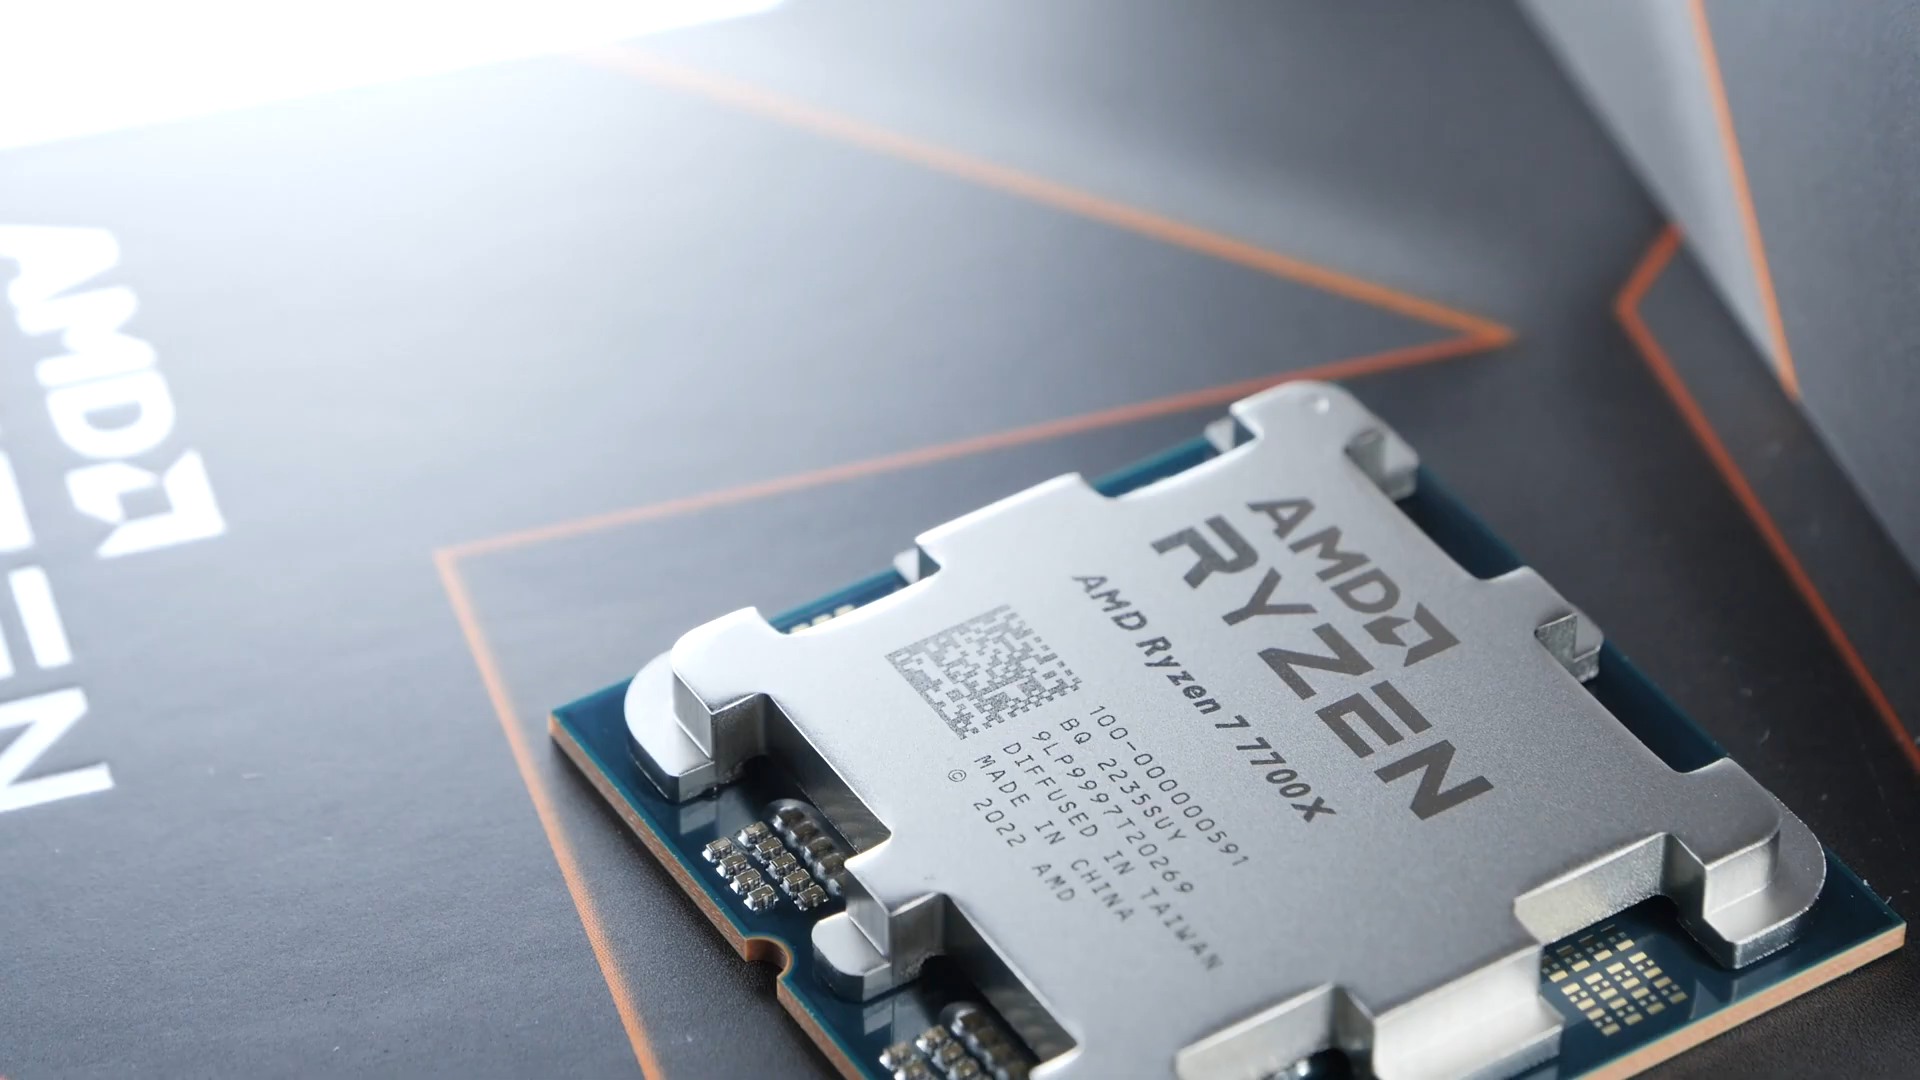 AMD
RYZEN
AMD Ryzen 7 7700X
100-000000591
BQ 2235SUY
9LP9997T20269
DIFFUSED IN TAIWAN
MADE IN CHINA
© 2022 AMD
AMD